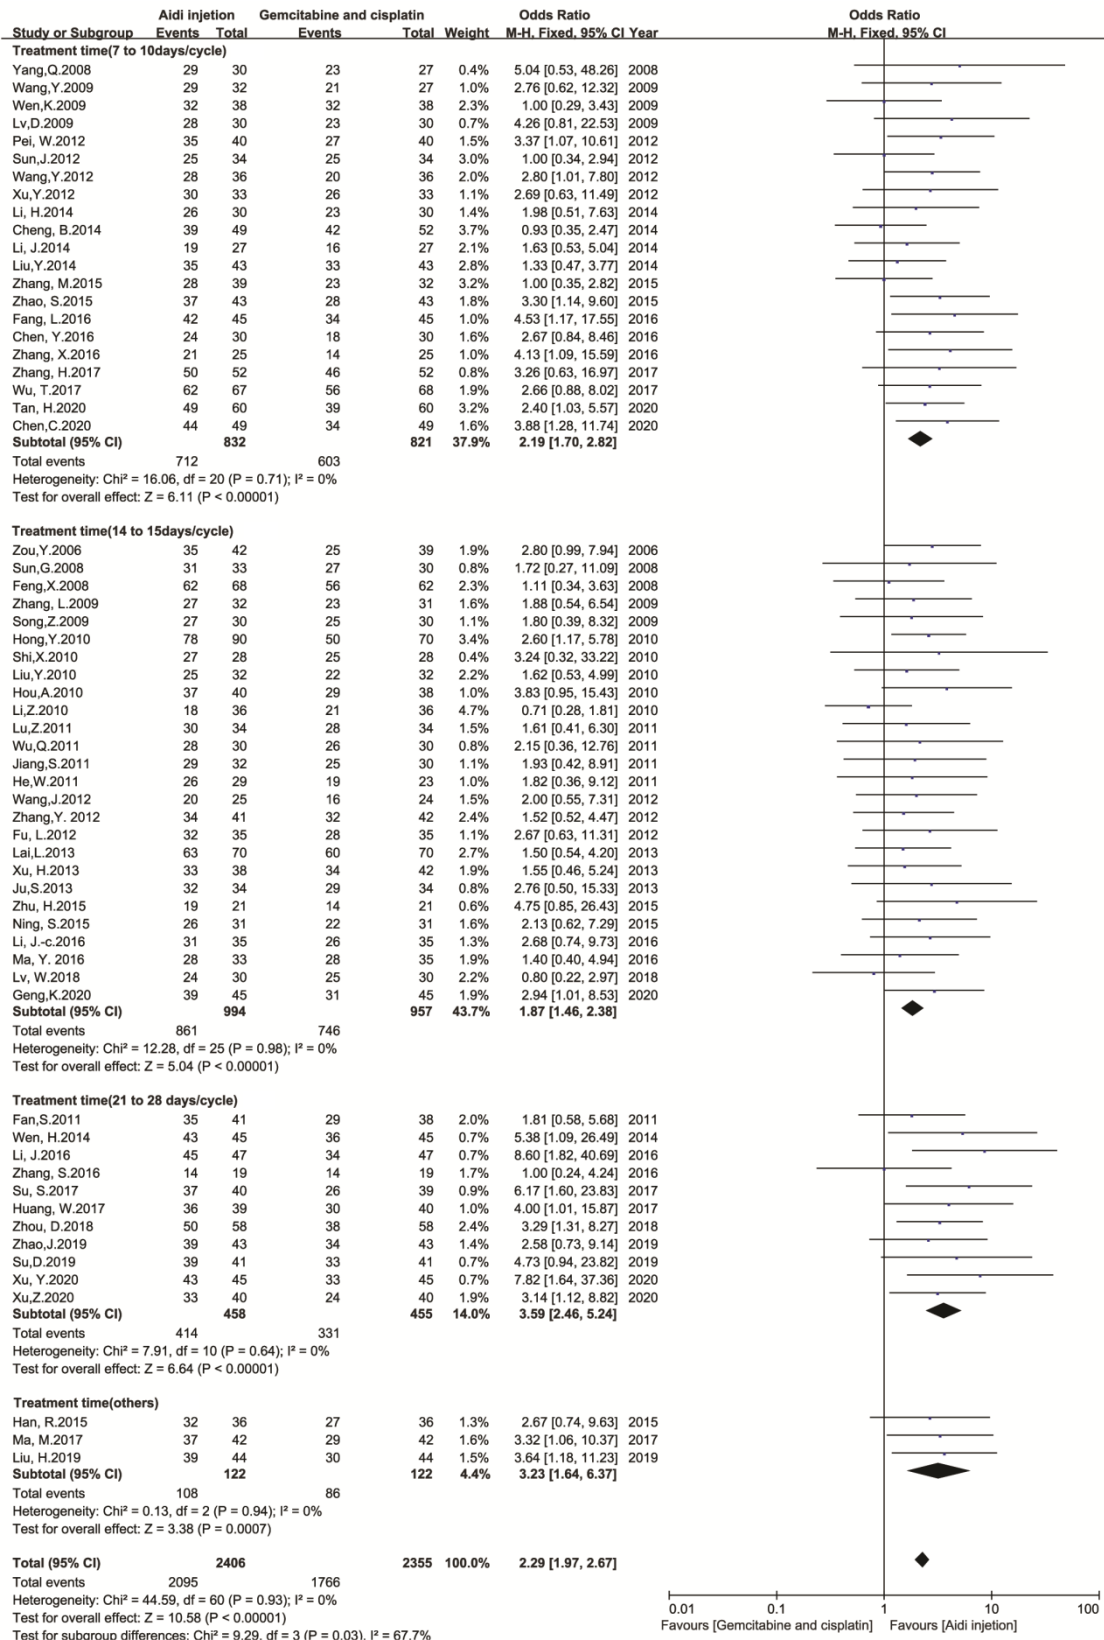 Aidi injetion Gemcitabine and cisplatin Odds Ratio Odds Ratio
Study or Subgroup Events Total Events Total Weight M-H, Fixed, 95% CI Year M-H, Fixed, 95% CI
Treatment time(7 to 10days/cycle)
Yang,Q.2008 29 30 23 27 0.4% 5.04 [0.53, 48.26] 2008
Wang,Y.2009 29 32 21 27 1.0% 2.76 [0.62, 12.32] 2009
Wen,K.2009 32 38 32 38 2.3% 1.00 [0.29, 3.43] 2009
Lv,D.2009 28 30 23 30 0.7% 4.26 [0.81, 22.53] 2009
Pei, W.2012 35 40 27 40 1.5% 3.37 [1.07, 10.61] 2012
Sun,J.2012 25 34 25 34 3.0% 1.00 [0.34, 2.94] 2012
Wang,Y.2012 28 36 20 36 2.0% 2.80 [1.01, 7.80] 2012
Xu,Y.2012 30 33 26 33 1.1% 2.69 [0.63, 11.49] 2012
Li, H.2014 26 30 23 30 1.4% 1.98 [0.51, 7.63] 2014
Cheng, B.2014 39 49 42 52 3.7% 0.93 [0.35, 2.47] 2014
Li, J.2014 19 27 16 27 2.1% 1.63 [0.53, 5.04] 2014
Liu,Y.2014 35 43 33 43 2.8% 1.33 [0.47, 3.77] 2014
Zhang, M.2015 28 39 23 32 3.2% 1.00 [0.35, 2.82] 2015
Zhao, S.2015 37 43 28 43 1.8% 3.30 [1.14, 9.60] 2015
Fang, L.2016 42 45 34 45 1.0% 4.53 [1.17, 17.55] 2016
Chen, Y.2016 24 30 18 30 1.6% 2.67 [0.84, 8.46] 2016
Zhang, X.2016 21 25 14 25 1.0% 4.13 [1.09, 15.59] 2016
Zhang, H.2017 50 52 46 52 0.8% 3.26 [0.63, 16.97] 2017
Wu, T.2017 62 67 56 68 1.9% 2.66 [0.88, 8.02] 2017
Tan, H.2020 49 60 39 60 3.2% 2.40 [1.03, 5.57] 2020
Chen,C.2020 44 49 34 49 1.6% 3.88 [1.28, 11.74] 2020
Subtotal (95% CI) 832 821 37.9% 2.19 [1.70, 2.82]
Total events 712 603
Heterogeneity: Chi² = 16.06, df = 20 (P = 0.71); I² = 0%
Test for overall effect: Z = 6.11 (P < 0.00001)
Treatment time(14 to 15days/cycle)
Zou,Y.2006 35 42 25 39 1.9% 2.80 [0.99, 7.94] 2006
Sun,G.2008 31 33 27 30 0.8% 1.72 [0.27, 11.09] 2008
Feng,X.2008 62 68 56 62 2.3% 1.11 [0.34, 3.63] 2008
Zhang, L.2009 27 32 23 31 1.6% 1.88 [0.54, 6.54] 2009
Song,Z.2009 27 30 25 30 1.1% 1.80 [0.39, 8.32] 2009
Hong,Y.2010 78 90 50 70 3.4% 2.60 [1.17, 5.78] 2010
Shi,X.2010 27 28 25 28 0.4% 3.24 [0.32, 33.22] 2010
Liu,Y.2010 25 32 22 32 2.2% 1.62 [0.53, 4.99] 2010
Hou,A.2010 37 40 29 38 1.0% 3.83 [0.95, 15.43] 2010
Li,Z.2010 18 36 21 36 4.7% 0.71 [0.28, 1.81] 2010
Lu,Z.2011 30 34 28 34 1.5% 1.61 [0.41, 6.30] 2011
Wu,Q.2011 28 30 26 30 0.8% 2.15 [0.36, 12.76] 2011
Jiang,S.2011 29 32 25 30 1.1% 1.93 [0.42, 8.91] 2011
He,W.2011 26 29 19 23 1.0% 1.82 [0.36, 9.12] 2011
Wang,J.2012 20 25 16 24 1.5% 2.00 [0.55, 7.31] 2012
Zhang,Y. 2012 34 41 32 42 2.4% 1.52 [0.52, 4.47] 2012
Fu, L.2012 32 35 28 35 1.1% 2.67 [0.63, 11.31] 2012
Lai,L.2013 63 70 60 70 2.7% 1.50 [0.54, 4.20] 2013
Xu, H.2013 33 38 34 42 1.9% 1.55 [0.46, 5.24] 2013
Ju,S.2013 32 34 29 34 0.8% 2.76 [0.50, 15.33] 2013
Zhu, H.2015 19 21 14 21 0.6% 4.75 [0.85, 26.43] 2015
Ning, S.2015 26 31 22 31 1.6% 2.13 [0.62, 7.29] 2015
Li, J.-c.2016 31 35 26 35 1.3% 2.68 [0.74, 9.73] 2016
Ma, Y. 2016 28 33 28 35 1.9% 1.40 [0.40, 4.94] 2016
Lv, W.2018 24 30 25 30 2.2% 0.80 [0.22, 2.97] 2018
Geng,K.2020 39 45 31 45 1.9% 2.94 [1.01, 8.53] 2020
Subtotal (95% CI) 994 957 43.7% 1.87 [1.46, 2.38]
Total events 861 746
Heterogeneity: Chi² = 12.28, df = 25 (P = 0.98); I² = 0%
Test for overall effect: Z = 5.04 (P < 0.00001)
Treatment time(21 to 28 days/cycle)
Fan,S.2011 35 41 29 38 2.0% 1.81 [0.58, 5.68] 2011
Wen, H.2014 43 45 36 45 0.7% 5.38 [1.09, 26.49] 2014
Li, J.2016 45 47 34 47 0.7% 8.60 [1.82, 40.69] 2016
Zhang, S.2016 14 19 14 19 1.7% 1.00 [0.24, 4.24] 2016
Su, S.2017 37 40 26 39 0.9% 6.17 [1.60, 23.83] 2017
Huang, W.2017 36 39 30 40 1.0% 4.00 [1.01, 15.87] 2017
Zhou, D.2018 50 58 38 58 2.4% 3.29 [1.31, 8.27] 2018
Zhao,J.2019 39 43 34 43 1.4% 2.58 [0.73, 9.14] 2019
Su,D.2019 39 41 33 41 0.7% 4.73 [0.94, 23.82] 2019
Xu, Y.2020 43 45 33 45 0.7% 7.82 [1.64, 37.36] 2020
Xu,Z.2020 33 40 24 40 1.9% 3.14 [1.12, 8.82] 2020
Subtotal (95% CI) 458 455 14.0% 3.59 [2.46, 5.24]
Total events 414 331
Heterogeneity: Chi² = 7.91, df = 10 (P = 0.64); I² = 0%
Test for overall effect: Z = 6.64 (P < 0.00001)
Treatment time(others)
Han, R.2015 32 36 27 36 1.3% 2.67 [0.74, 9.63] 2015
Ma, M.2017 37 42 29 42 1.6% 3.32 [1.06, 10.37] 2017
Liu, H.2019 39 44 30 44 1.5% 3.64 [1.18, 11.23] 2019
Subtotal (95% CI) 122 122 4.4% 3.23 [1.64, 6.37]
Total events 108 86
Heterogeneity: Chi² = 0.13, df = 2 (P = 0.94); I² = 0%
Test for overall effect: Z = 3.38 (P = 0.0007)
Total (95% CI) 2406 2355 100.0% 2.29 [1.97, 2.67]
Total events 2095 1766
Heterogeneity: Chi² = 44.59, df = 60 (P = 0.93); I² = 0%
Test for overall effect: Z = 10.58 (P < 0.00001)
Test for subgroup differences: Chi² = 9.29, df = 3 (P = 0.03), I² = 67.7%
0.01 0.1 1 10 100
Favours [Gemcitabine and cisplatin] Favours [Aidi injetion]